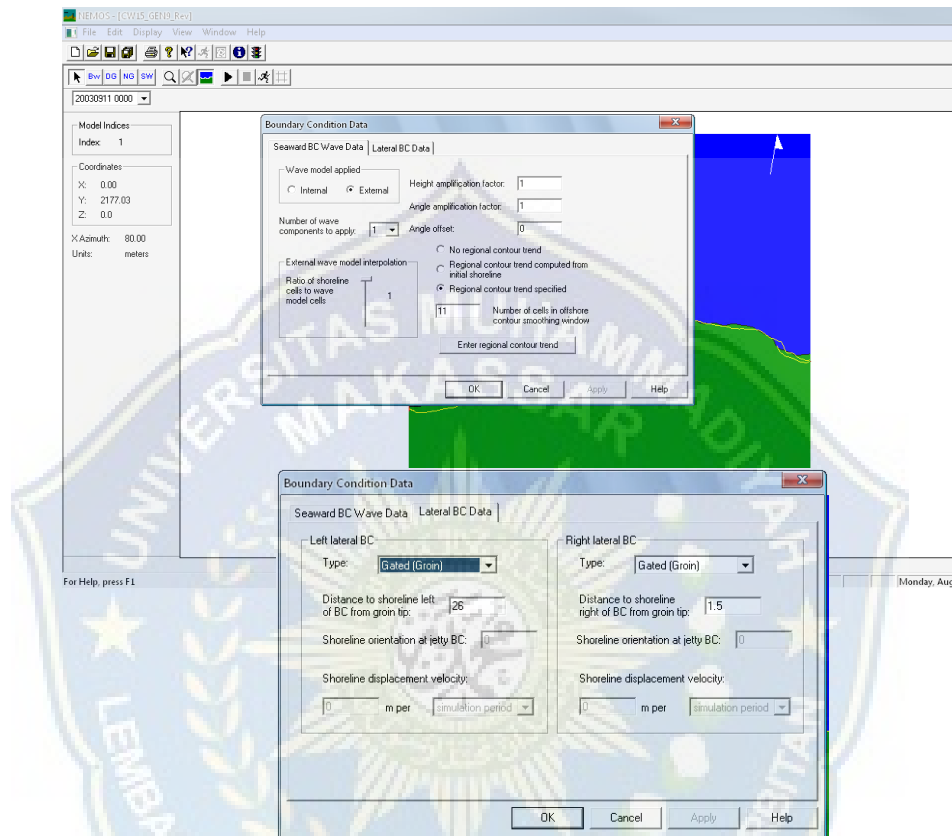 NEMOS - [CW15_GEN9_Rev]
File Edit Display View Window Help
Bw DG NG SW
20030911 0000
Model Indices
Index: 1
Coordinates
X: 0.00
Y: 2177.03
Z: 0.0
X Azimuth: 80.00
Units: meters
Boundary Condition Data
Seaward BC Wave Data Lateral BC Data
Wave model applied
Internal External
Number of wave
components to apply: 1
External wave model interpolation
Ratio of shoreline
cells to wave
model cells
1
Height amplification factor: 1
Angle amplification factor: 1
Angle offset: 0
No regional contour trend
Regional contour trend computed from
initial shoreline
Regional contour trend specified
11 Number of cells in offshore
contour smoothing window
Enter regional contour trend
OK Cancel Apply Help
Boundary Condition Data
Seaward BC Wave Data Lateral BC Data
Left lateral BC
Type: Gated (Groin)
Distance to shoreline left
of BC from groin tip: 26
Shoreline orientation at jetty BC: 0
Shoreline displacement velocity:
0 m per simulation period
Right lateral BC
Type: Gated (Groin)
Distance to shoreline
right of BC from groin tip: 1.5
Shoreline orientation at jetty BC: 0
Shoreline displacement velocity:
0 m per simulation period
OK Cancel Apply Help
For Help, press F1
Monday, Aug
UNIVERSITAS MUHAMMADIYAH
MAKASSAR
LEMBA